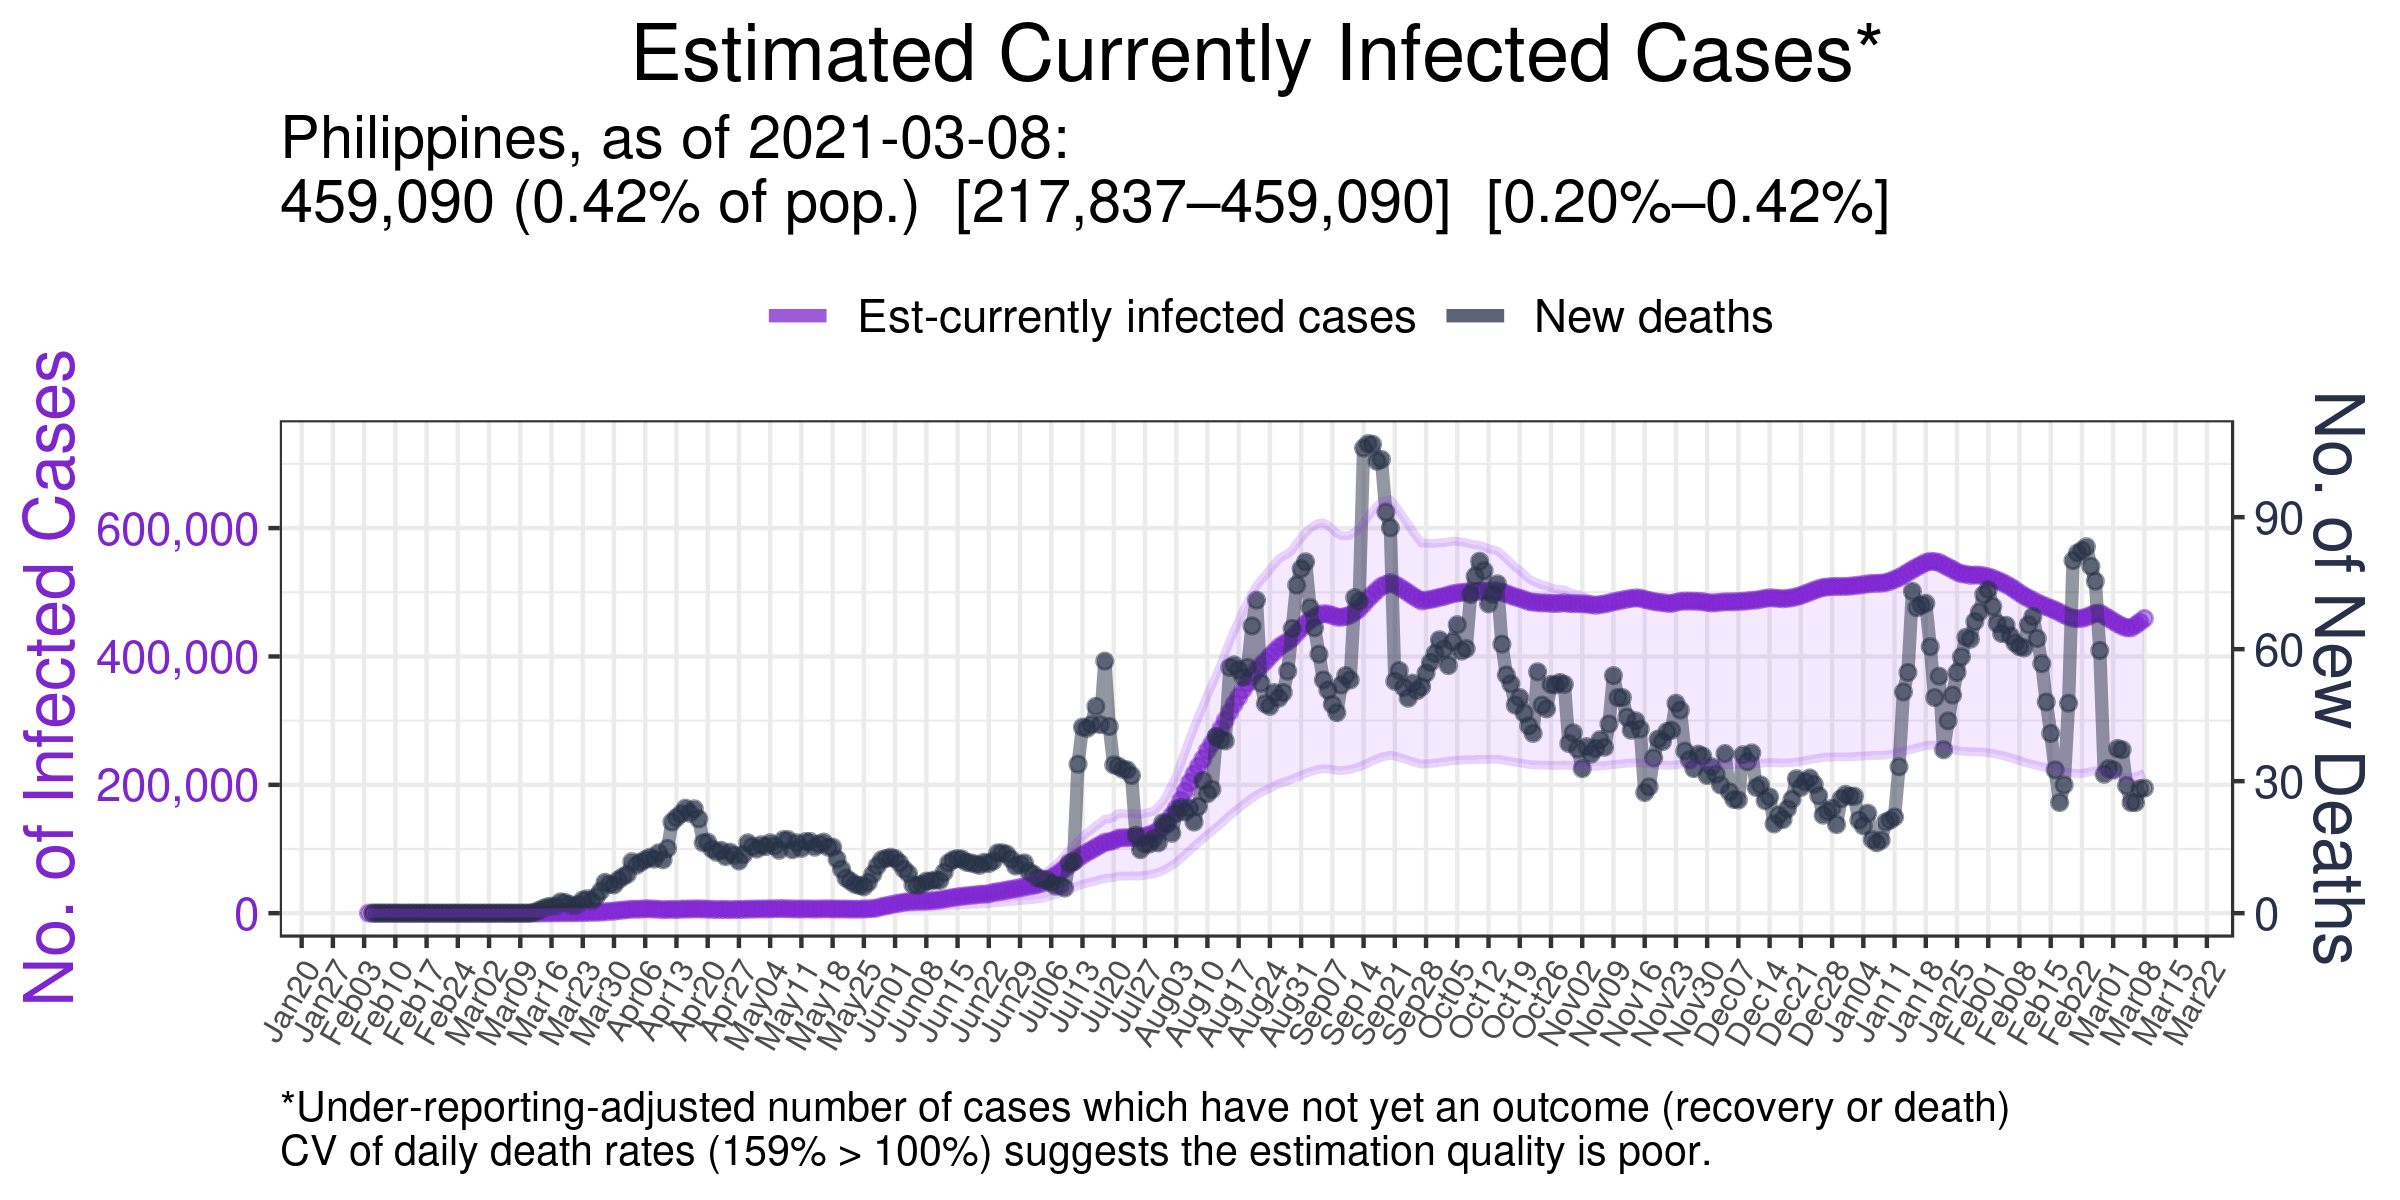 Estimated Currently Infected Cases*
Philippines, as of 2021-03-08:
459,090 (0.42% of pop.)  [217,837–459,090]  [0.20%–0.42%]
Est-currently infected cases
New deaths
No. of Infected Cases
600,000
400,000
200,000
0
90
60
30
0
No. of New Deaths
Jan20
Jan27
Feb03
Feb10
Feb17
Feb24
Mar02
Mar09
Mar16
Mar23
Mar30
Apr06
Apr13
Apr20
Apr27
May04
May11
May18
May25
Jun01
Jun08
Jun15
Jun22
Jun29
Jul06
Jul13
Jul20
Jul27
Aug03
Aug10
Aug17
Aug24
Aug31
Sep07
Sep14
Sep21
Sep28
Oct05
Oct12
Oct19
Oct26
Nov02
Nov09
Nov16
Nov23
Nov30
Dec07
Dec14
Dec21
Dec28
Jan04
Jan11
Jan18
Jan25
Feb01
Feb08
Feb15
Feb22
Mar01
Mar08
Mar15
Mar22
*Under-reporting-adjusted number of cases which have not yet an outcome (recovery or death)
CV of daily death rates (159% > 100%) suggests the estimation quality is poor.